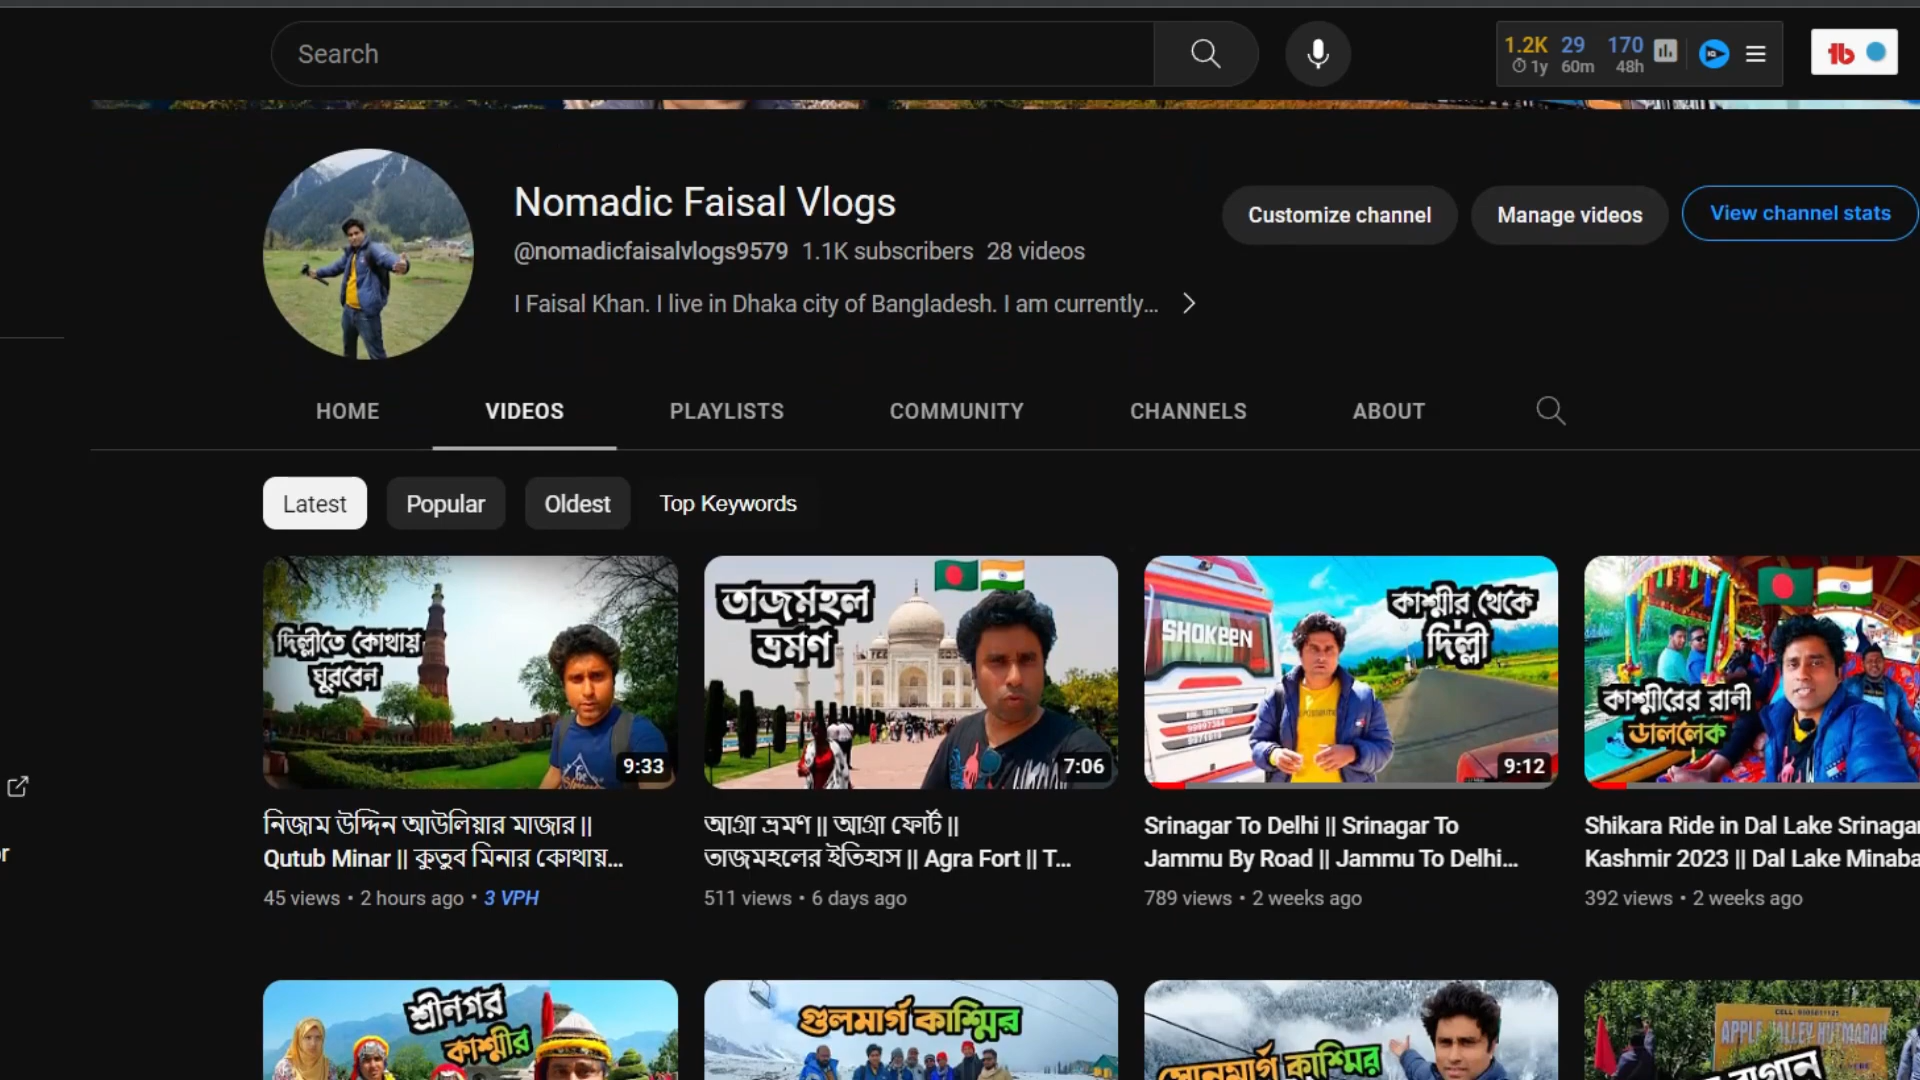 Search
1.2K 29 170
1y 60m 48h
Nomadic Faisal Vlogs
@nomadicfaisalvlogs9579 1.1K subscribers 28 videos
I Faisal Khan. I live in Dhaka city of Bangladesh. I am currently...
Customize channel
Manage videos
View channel stats
HOME VIDEOS PLAYLISTS COMMUNITY CHANNELS ABOUT
Latest Popular Oldest Top Keywords
দিল্লীতে কোথায়
ঘুরবেন
9:33
তাজমহল
ভ্রমণ
7:06
SHOKEEN
কাশ্মীর থেকে
দিল্লী
9:12
কাশ্মীরের রানী
ডাললেক
নিজাম উদ্দিন আউলিয়ার মাজার ||
Qutub Minar || কুতুব মিনার কোথায়...
45 views • 2 hours ago • 3 VPH
আগ্রা ভ্রমণ || আগ্রা ফোর্ট ||
তাজমহলের ইতিহাস || Agra Fort || T...
511 views • 6 days ago
Srinagar To Delhi || Srinagar To
Jammu By Road || Jammu To Delhi...
789 views • 2 weeks ago
Shikara Ride in Dal Lake Srinagar
Kashmir 2023 || Dal Lake Minaba
392 views • 2 weeks ago
শ্রীনগর
কাশ্মীর
গুলমার্গ কাশ্মির
সোনমার্গ কাশ্মির
APPLE VALLEY HUTMARAH